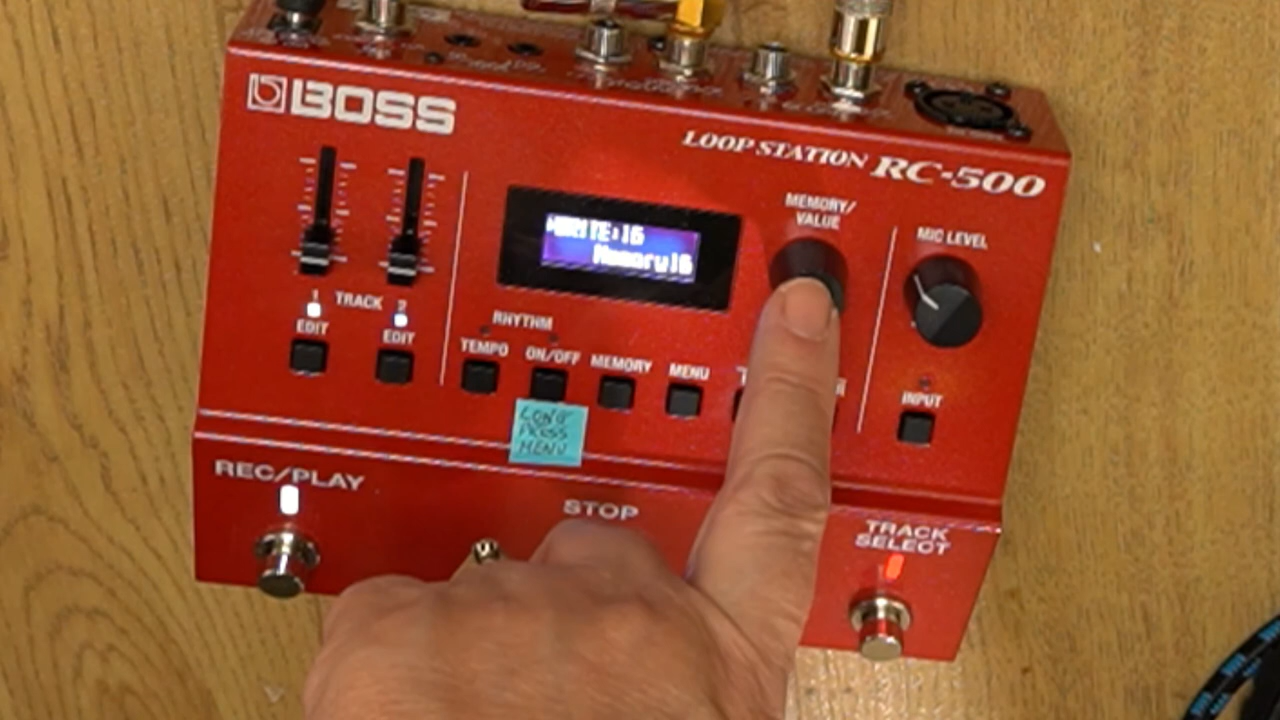 BOSS
LOOP STATION RC-500
MEMORY/
VALUE
MIC LEVEL
WRITE:16
Memory16
1 TRACK 2
EDIT
EDIT
RHYTHM
TEMPO
ON/OFF
MEMORY
MENU
INPUT
LONG
PRESS
MENU
REC/PLAY
STOP
TRACK
SELECT